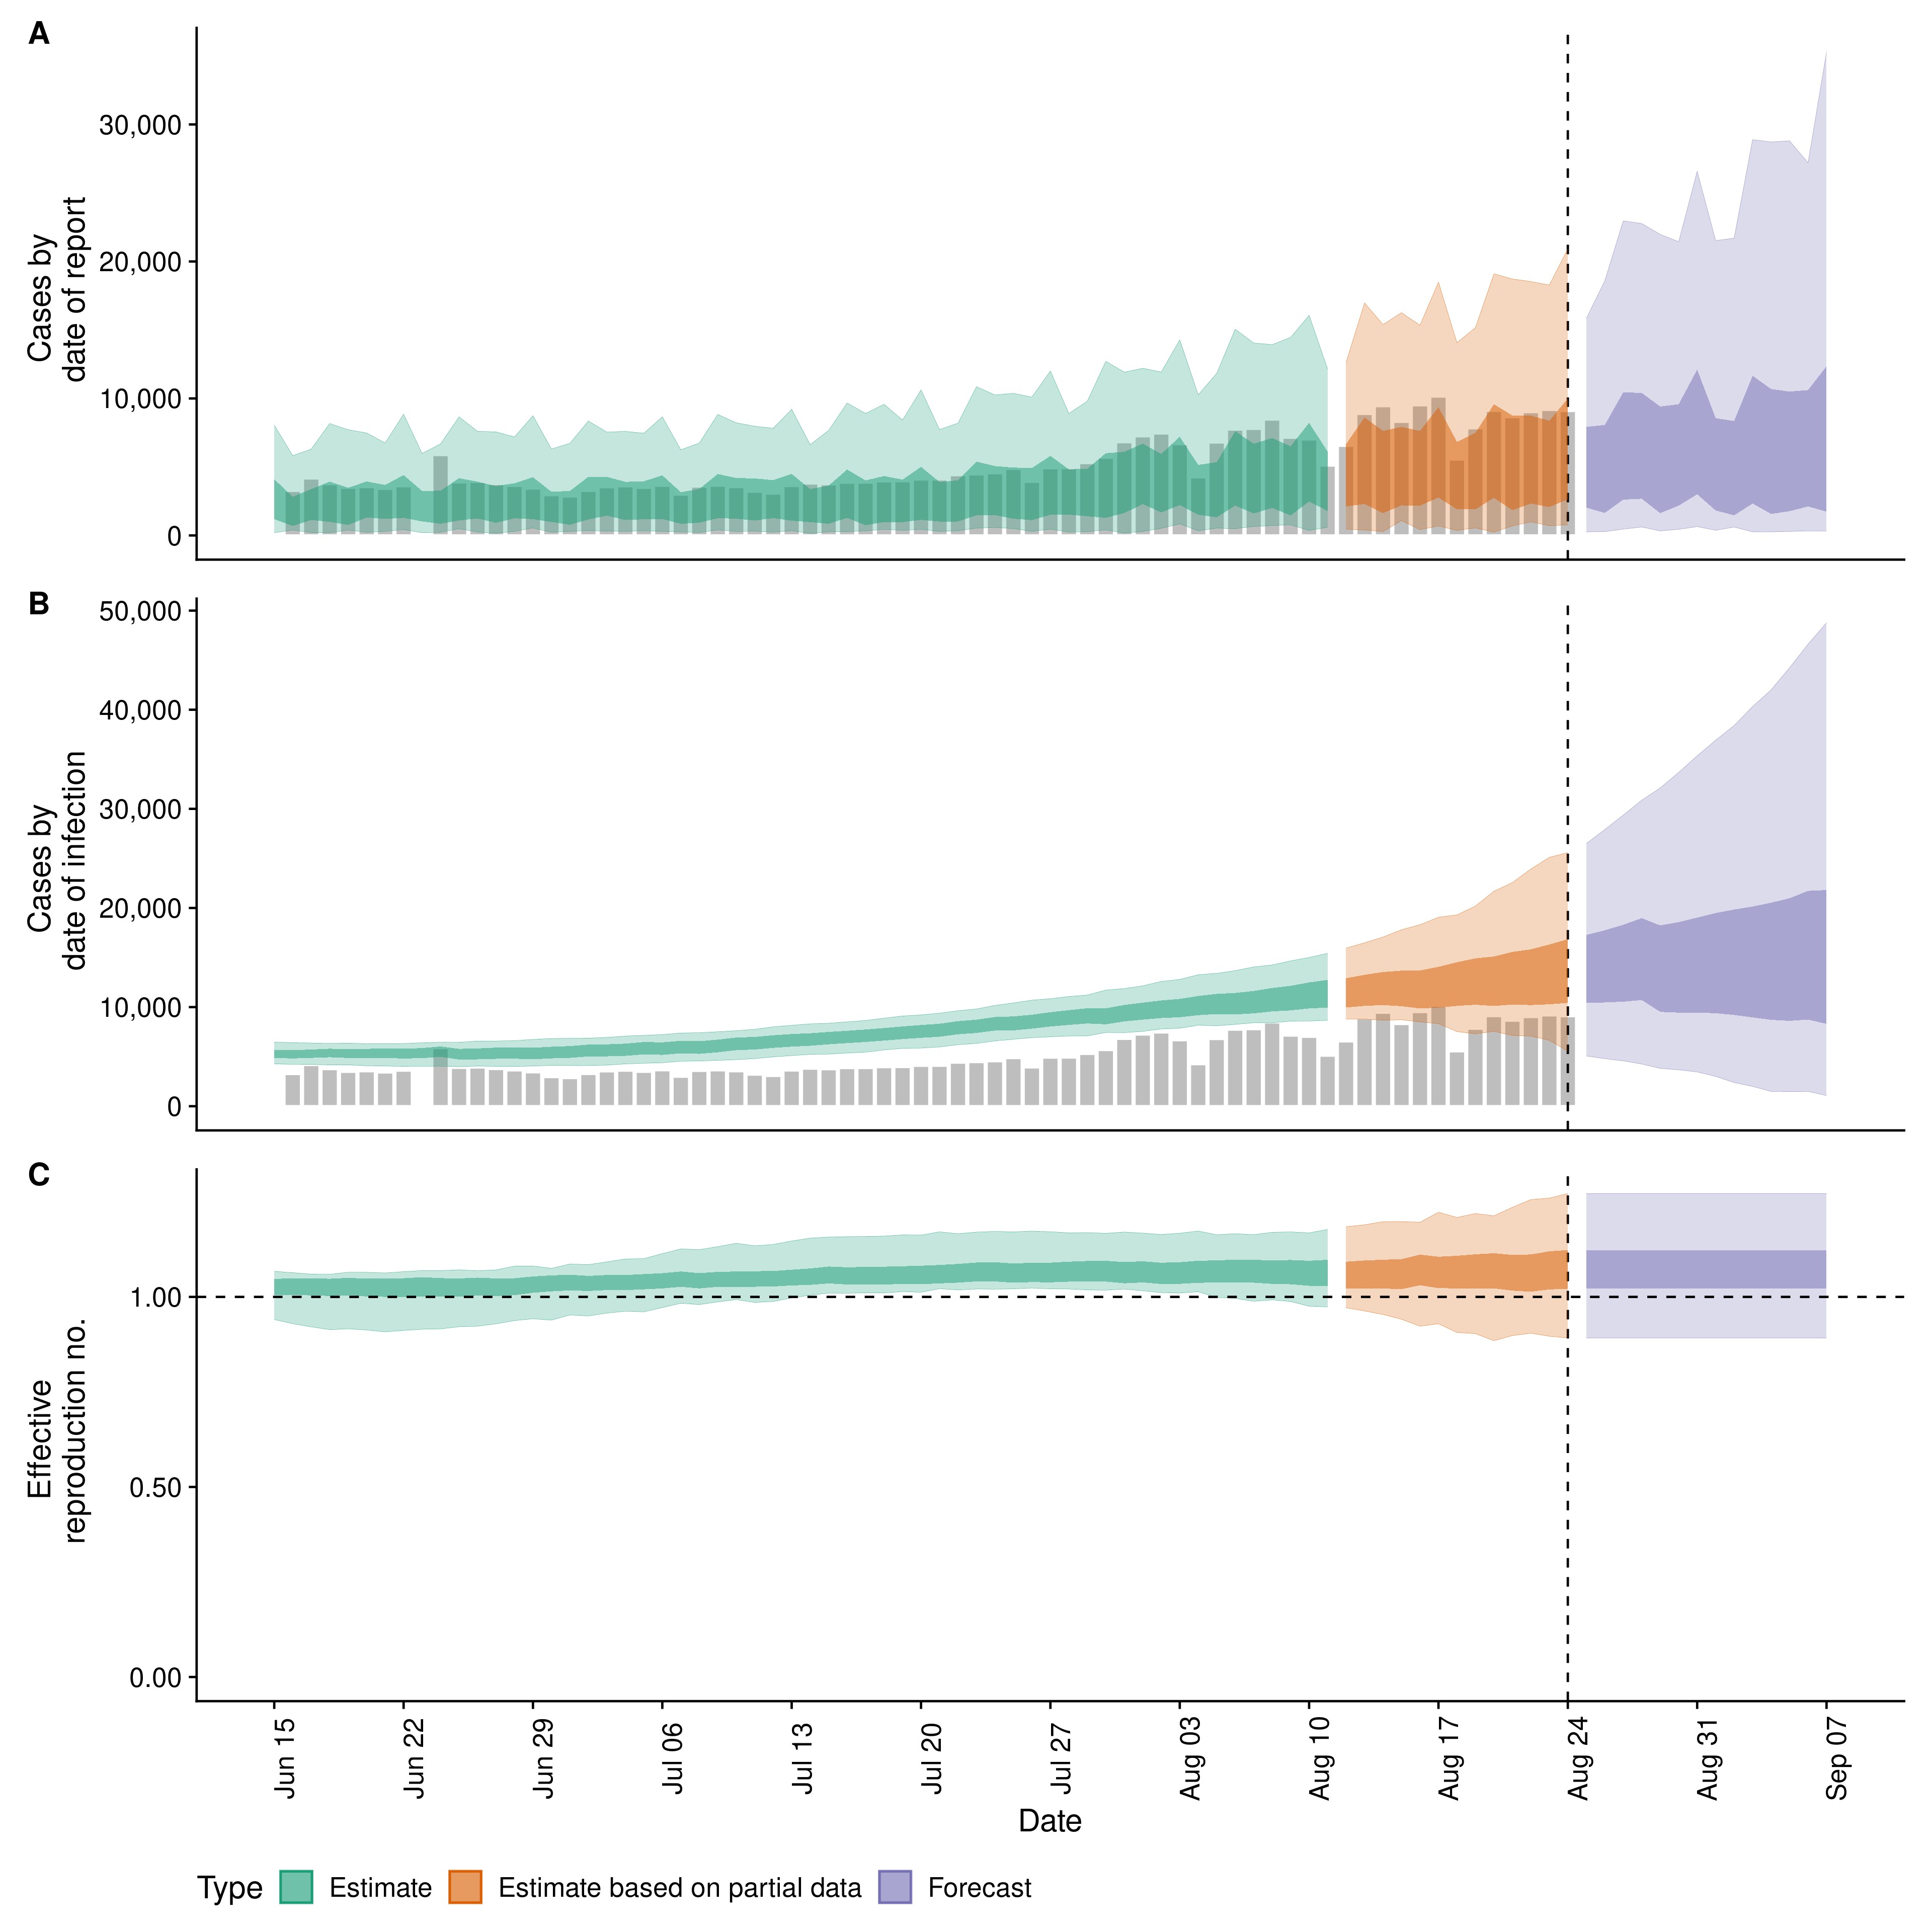 A
Cases by
date of report
30,000
20,000
10,000
0
B
Cases by
date of infection
50,000
40,000
30,000
20,000
10,000
0
C
Effective
reproduction no.
1.00
0.50
0.00
Jun 15
Jun 22
Jun 29
Jul 06
Jul 13
Jul 20
Jul 27
Aug 03
Aug 10
Aug 17
Aug 24
Aug 31
Sep 07
Date
Type Estimate Estimate based on partial data Forecast